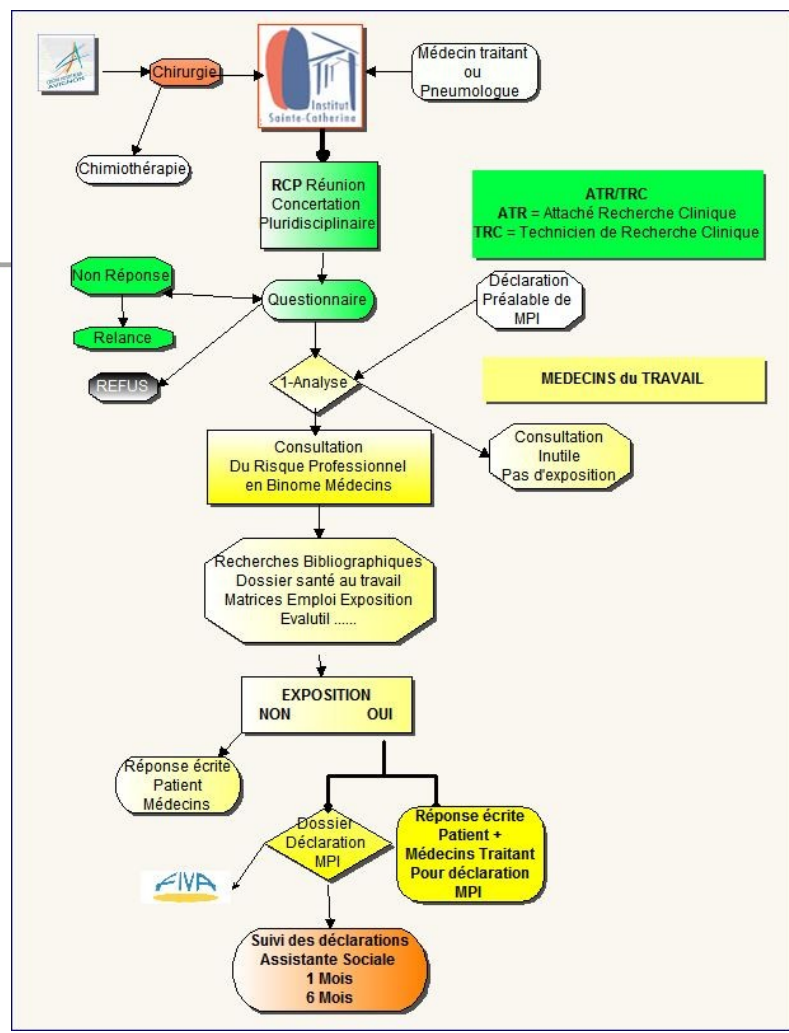 CENTRE HOSPITALIER
AVIGNON
Chirurgie
Institut
Sainte-Catherine
Médecin traitant
ou
Pneumologue
Chimiothérapie
RCP Réunion
Concertation
Pluridisciplinaire
ATR/TRC
ATR = Attaché Recherche Clinique
TRC = Technicien de Recherche Clinique
Non Réponse
Questionnaire
Déclaration
Préalable de
MPI
Relance
REFUS
1-Analyse
MEDECINS du TRAVAIL
Consultation
Du Risque Professionnel
en Binome Médecins
Consultation
Inutile
Pas d'exposition
Recherches Bibliographiques
Dossier santé au travail
Matrices Emploi Exposition
Evalutil ......
EXPOSITION
NON OUI
Réponse écrite
Patient
Médecins
Dossier
Déclaration
MPI
Réponse écrite
Patient +
Médecins Traitant
Pour déclaration
MPI
FIVA
Suivi des déclarations
Assistante Sociale
1 Mois
6 Mois